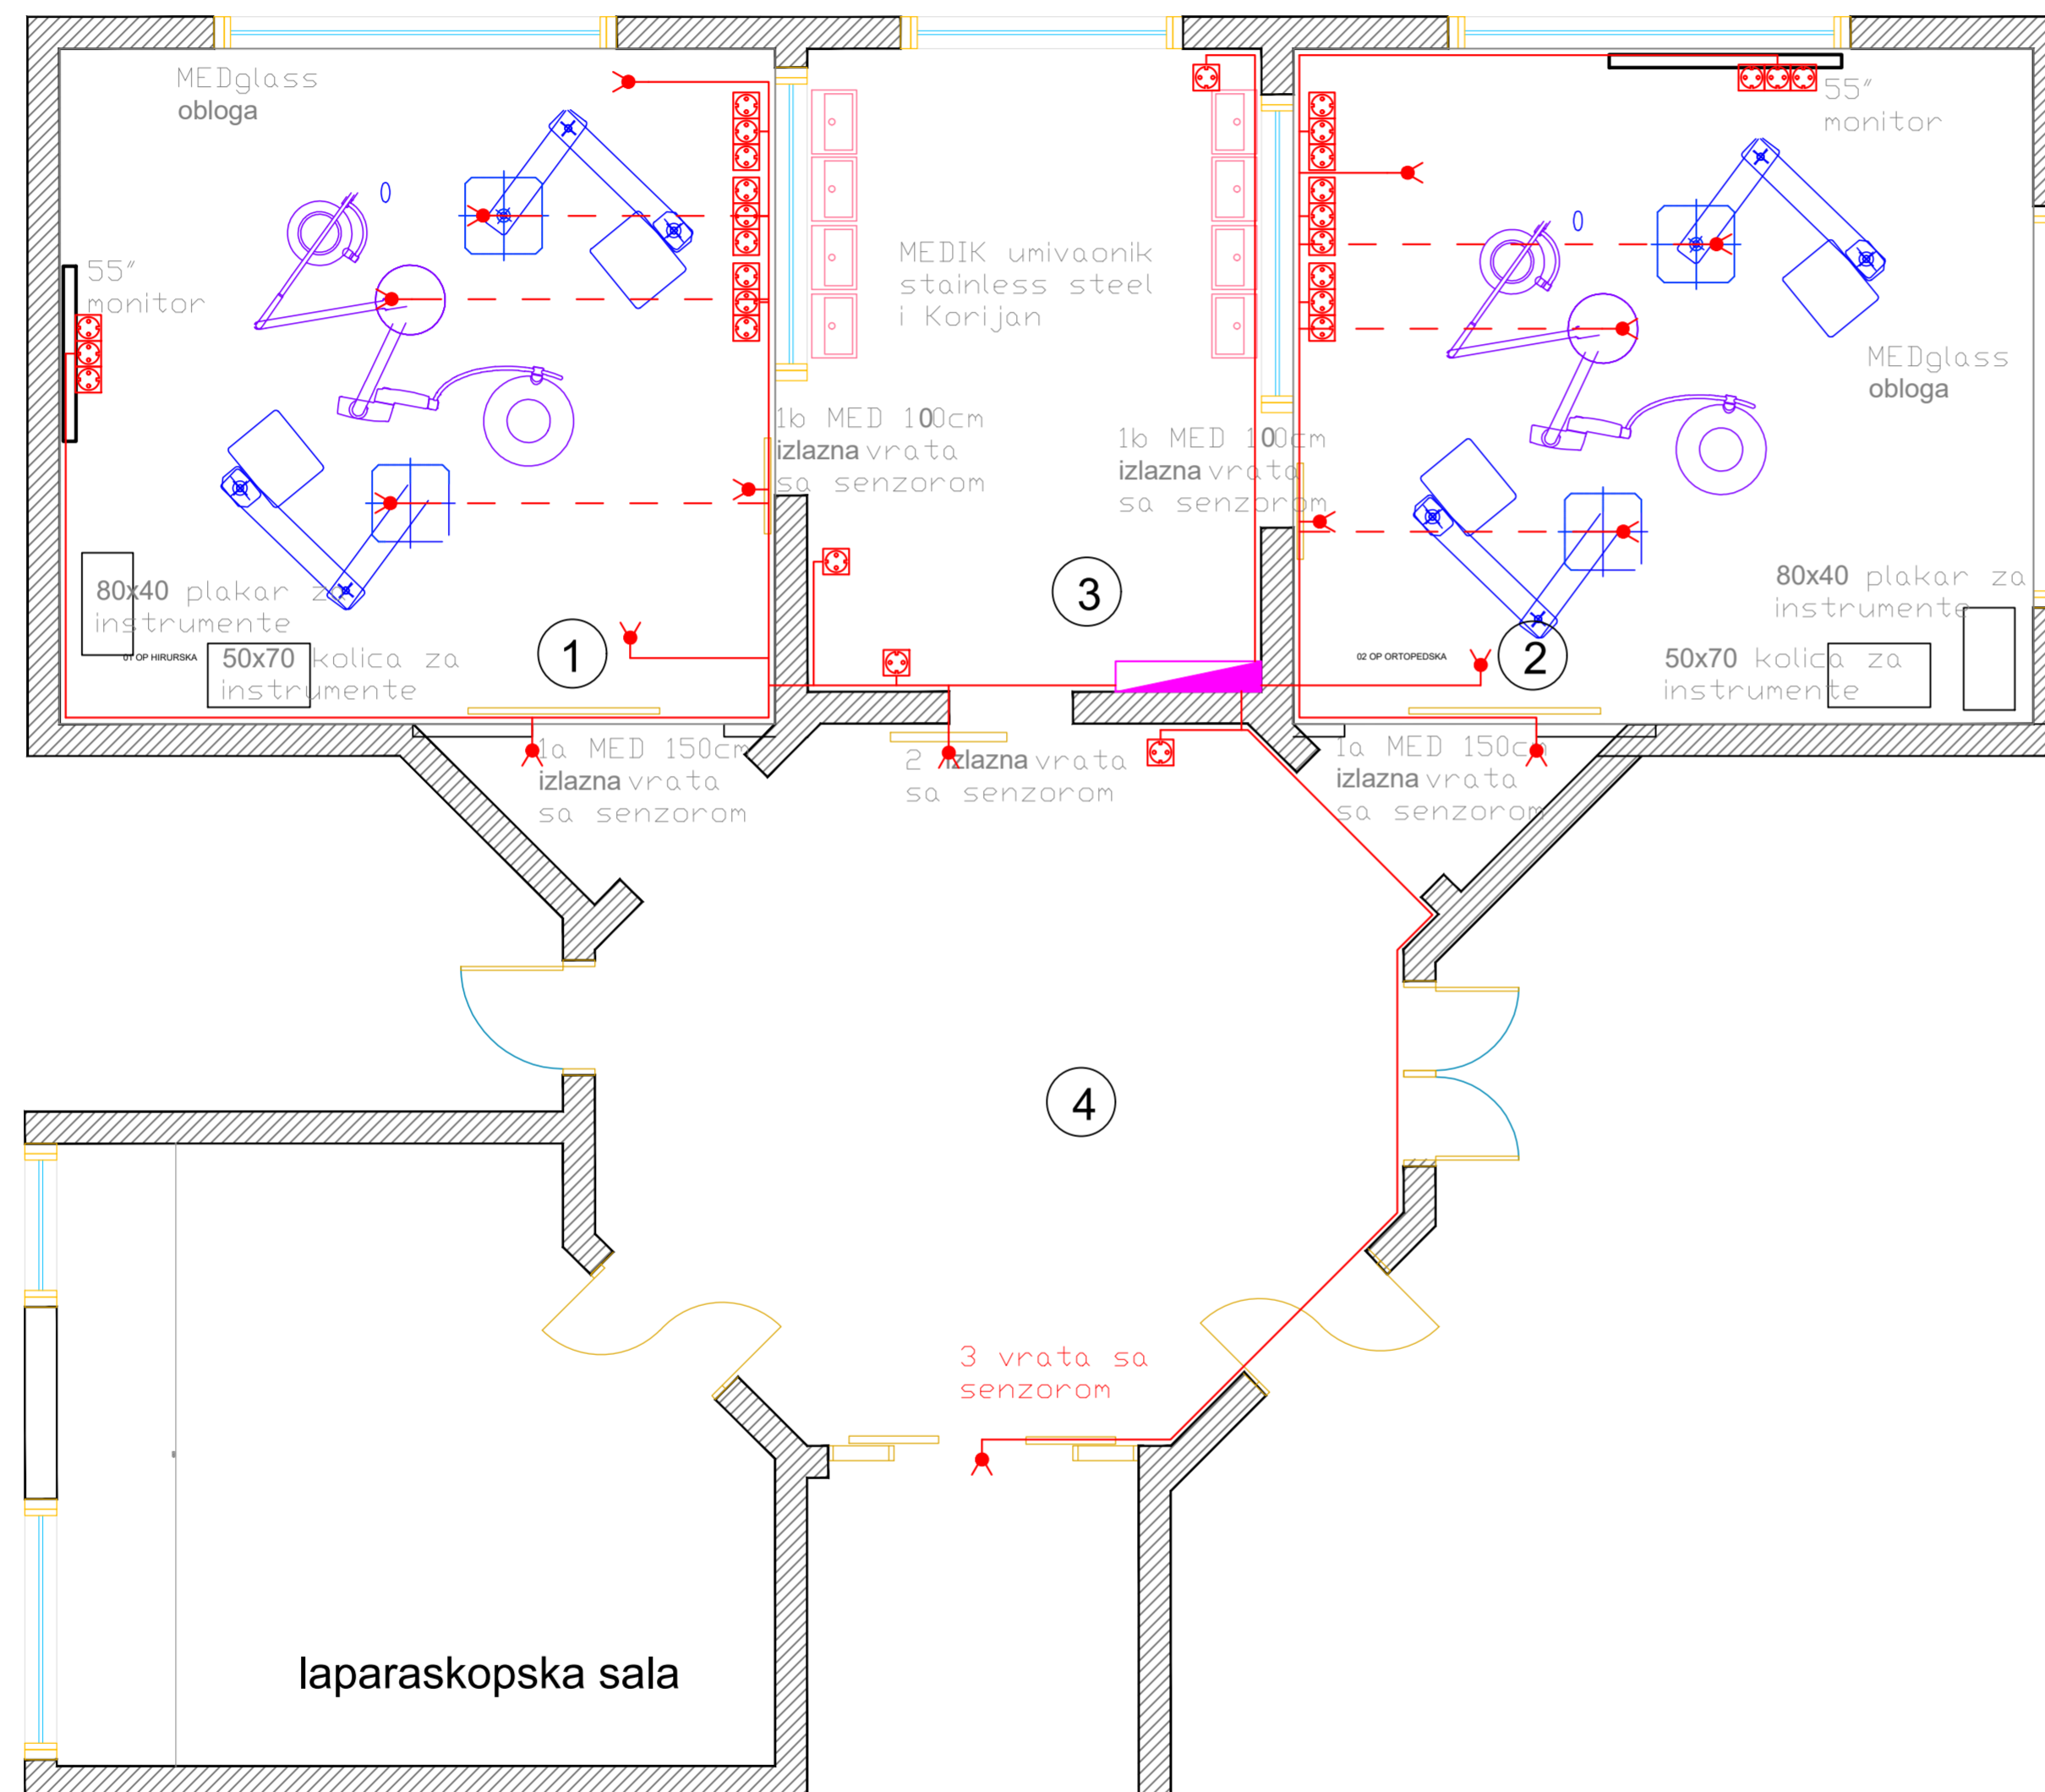 MEDglass
obloga
55"
monitor
MEDglass
obloga
55"
monitor
MEDIK umivaonik
stainless steel
i Korijan
1b MED 100cm
izlazna vrata
sa senzorom
1b MED 100cm
izlazna vrata
sa senzorom
80x40 plakar za
instrumente
01 OP HIRURSKA
50x70 kolica za
instrumente
1
3
02 OP ORTOPEDSKA
2
80x40 plakar za
instrumente
50x70 kolica za
instrumente
1a MED 150cm
izlazna vrata
sa senzorom
2 izlazna vrata
sa senzorom
1a MED 150cm
izlazna vrata
sa senzorom
4
3 vrata sa
senzorom
laparaskopska sala